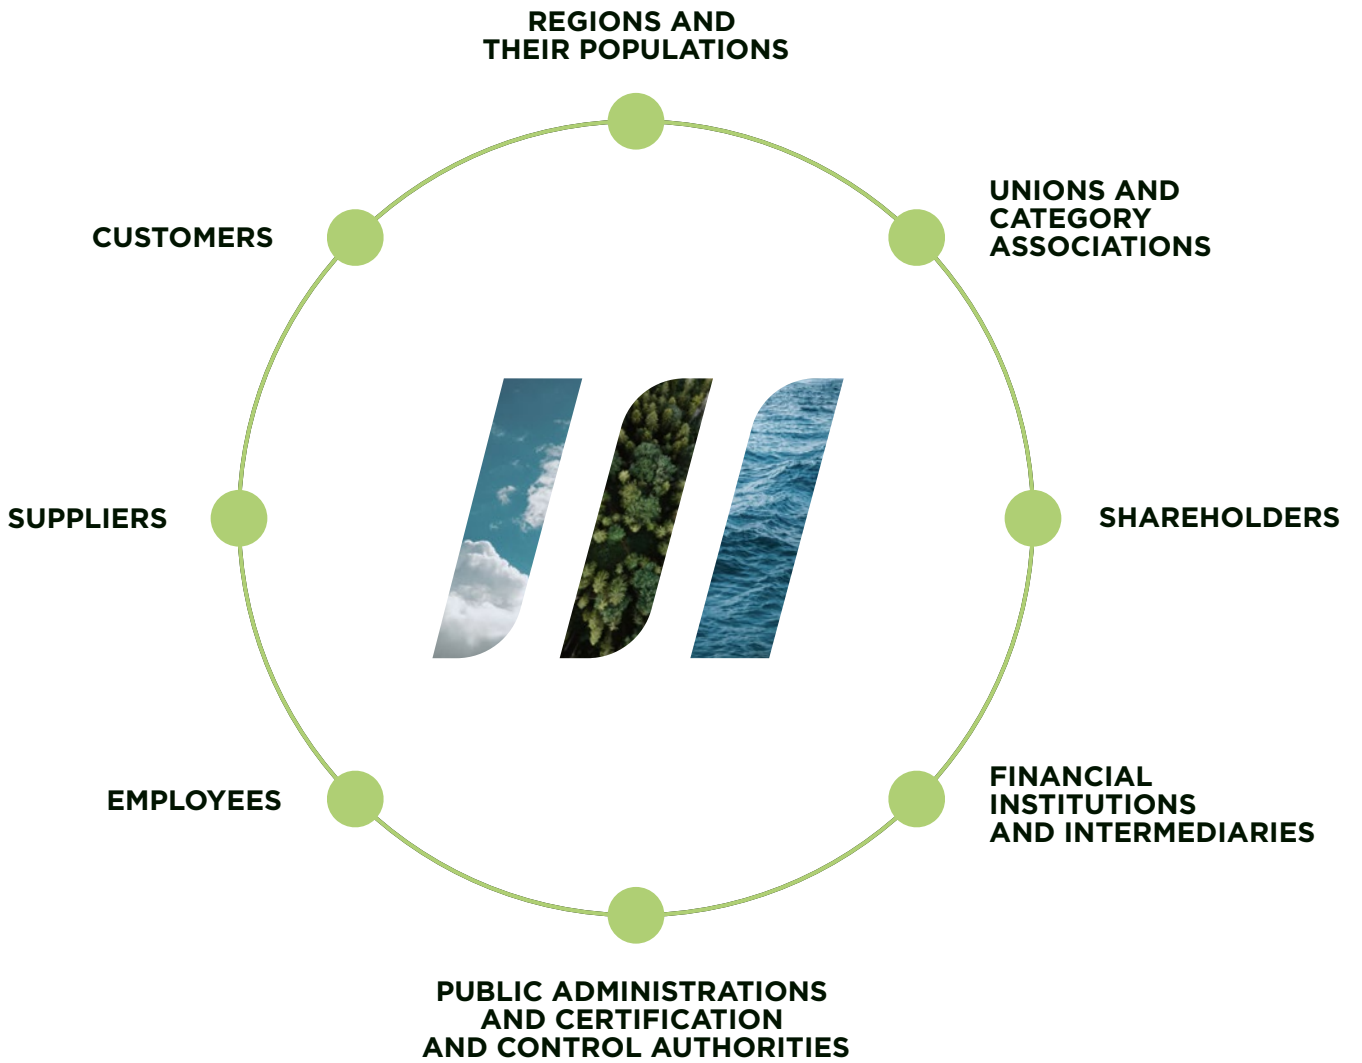 REGIONS AND
THEIR POPULATIONS
UNIONS AND
CATEGORY
ASSOCIATIONS
CUSTOMERS
SUPPLIERS
SHAREHOLDERS
EMPLOYEES
FINANCIAL
INSTITUTIONS
AND INTERMEDIARIES
PUBLIC ADMINISTRATIONS
AND CERTIFICATION
AND CONTROL AUTHORITIES